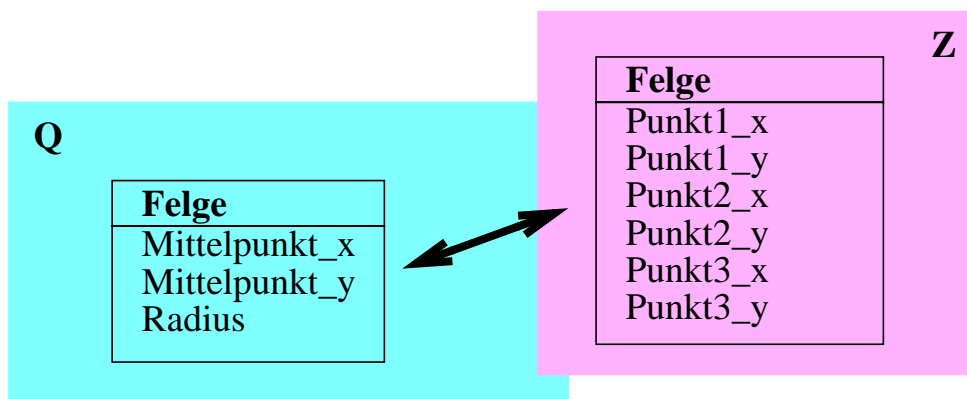 Q
Felge
Mittelpunkt_x
Mittelpunkt_y
Radius
Z
Felge
Punkt1_x
Punkt1_y
Punkt2_x
Punkt2_y
Punkt3_x
Punkt3_y